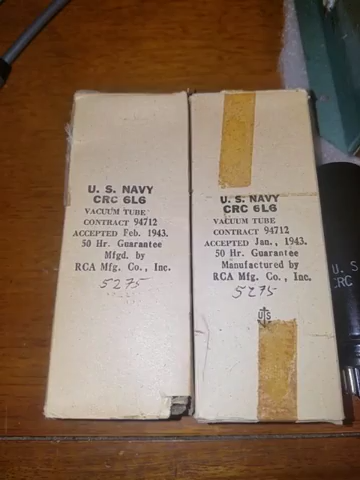 U. S. NAVY
CRC 6L6
VACUUM TUBE
CONTRACT 94712
ACCEPTED Feb. 1943.
50 Hr. Guarantee
Mfgd. by
RCA Mfg. Co., Inc.
5275
U. S. NAVY
CRC 6L6
VACUUM TUBE
CONTRACT 94712
ACCEPTED Jan., 1943.
50 Hr. Guarantee
Manufactured by
RCA Mfg. Co., Inc.
5275
US
U. S
CRC